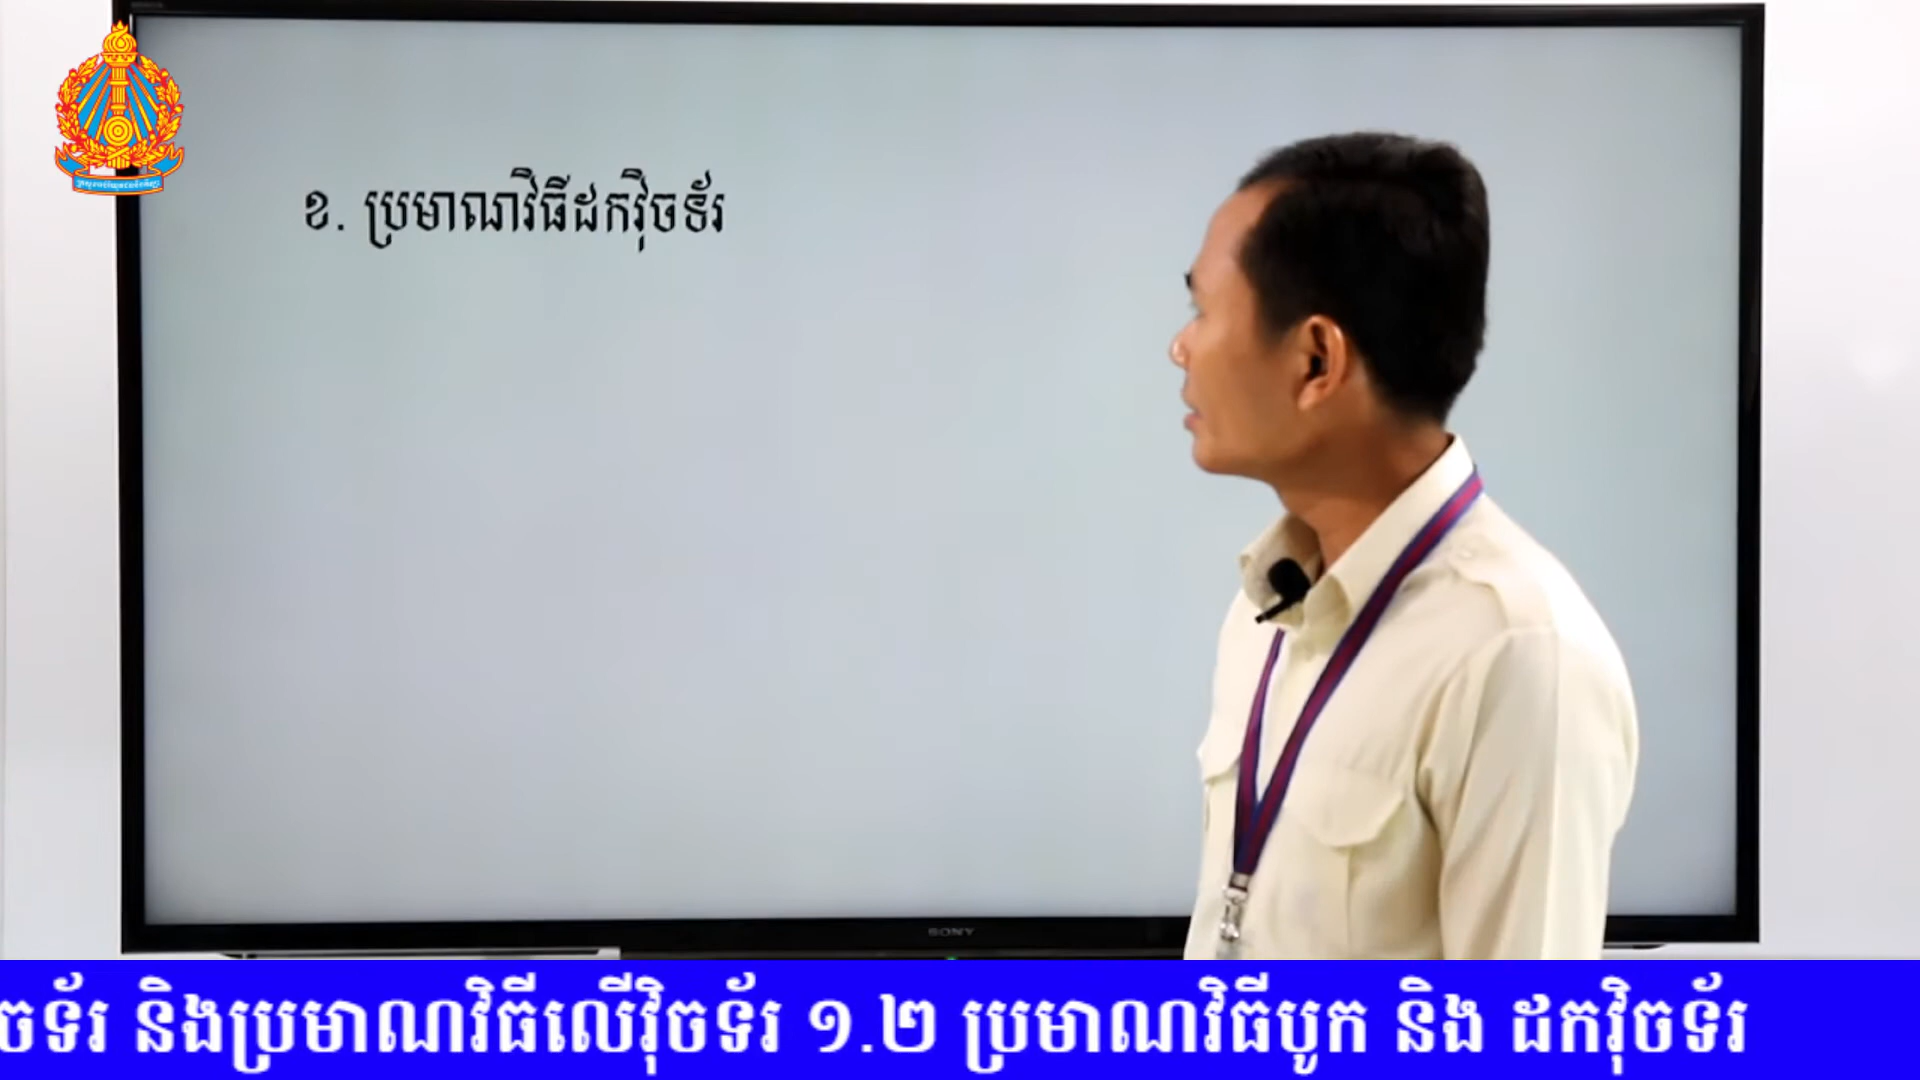 ខ. ប្រមាណវិធីដកវ៉ិចទ័រ
SONY
ចទ័រ និងប្រមាណវិធីលើវ៉ិចទ័រ ១.២ ប្រមាណវិធីបូក និង ដកវ៉ិចទ័រ